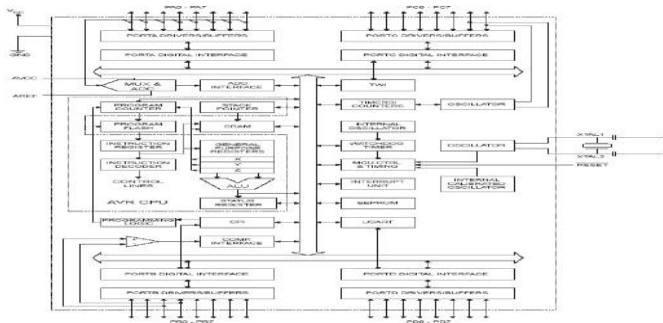 PA0 - PA7
PC0 - PC7
VCC
GND
PORTA DRIVERS/BUFFERS
PORTC DRIVERS/BUFFERS
PORTA DIGITAL INTERFACE
PORTC DIGITAL INTERFACE
AVCC
AREF
MUX &
ADC
ADC
INTERFACE
TWI
PROGRAM
COUNTER
STACK
POINTER
TIMERS/
COUNTERS
OSCILLATOR
PROGRAM
FLASH
SRAM
INTERNAL
OSCILLATOR
INSTRUCTION
REGISTER
GENERAL
PURPOSE
REGISTERS
X
Y
Z
WATCHDOG
TIMER
OSCILLATOR
XTAL1
XTAL2
RESET
INSTRUCTION
DECODER
MCU CTRL.
& TIMING
CONTROL
LINES
ALU
INTERRUPT
UNIT
INTERNAL
CALIBRATED
OSCILLATOR
AVR CPU
STATUS
REGISTER
EEPROM
PROGRAMMING
LOGIC
SPI
USART
+
-
COMP.
INTERFACE
PORTB DIGITAL INTERFACE
PORTD DIGITAL INTERFACE
PORTB DRIVERS/BUFFERS
PORTD DRIVERS/BUFFERS
PB0 - PB7
PD0 - PD7